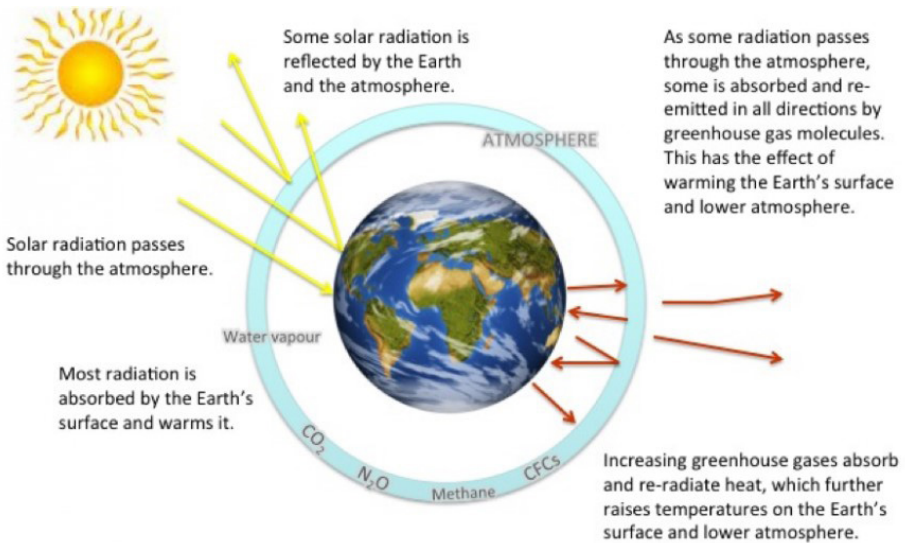 Some solar radiation is
reflected by the Earth
and the atmosphere.
As some radiation passes
through the atmosphere,
some is absorbed and re-
emitted in all directions by
greenhouse gas molecules.
This has the effect of
warming the Earth's surface
and lower atmosphere.
ATMOSPHERE
Solar radiation passes
through the atmosphere.
Water vapour
Most radiation is
absorbed by the Earth's
surface and warms it.
CO₂
N₂O
Methane
CFCs
Increasing greenhouse gases absorb
and re-radiate heat, which further
raises temperatures on the Earth's
surface and lower atmosphere.